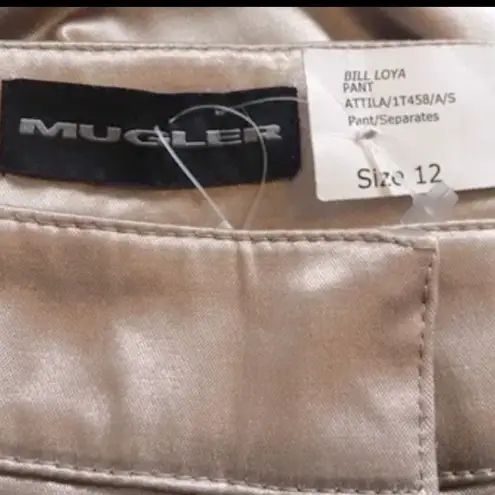 MUGLER
BILL LOYA
PANT
ATTILA/1T458/A/S
Pant/Separates
Size 12